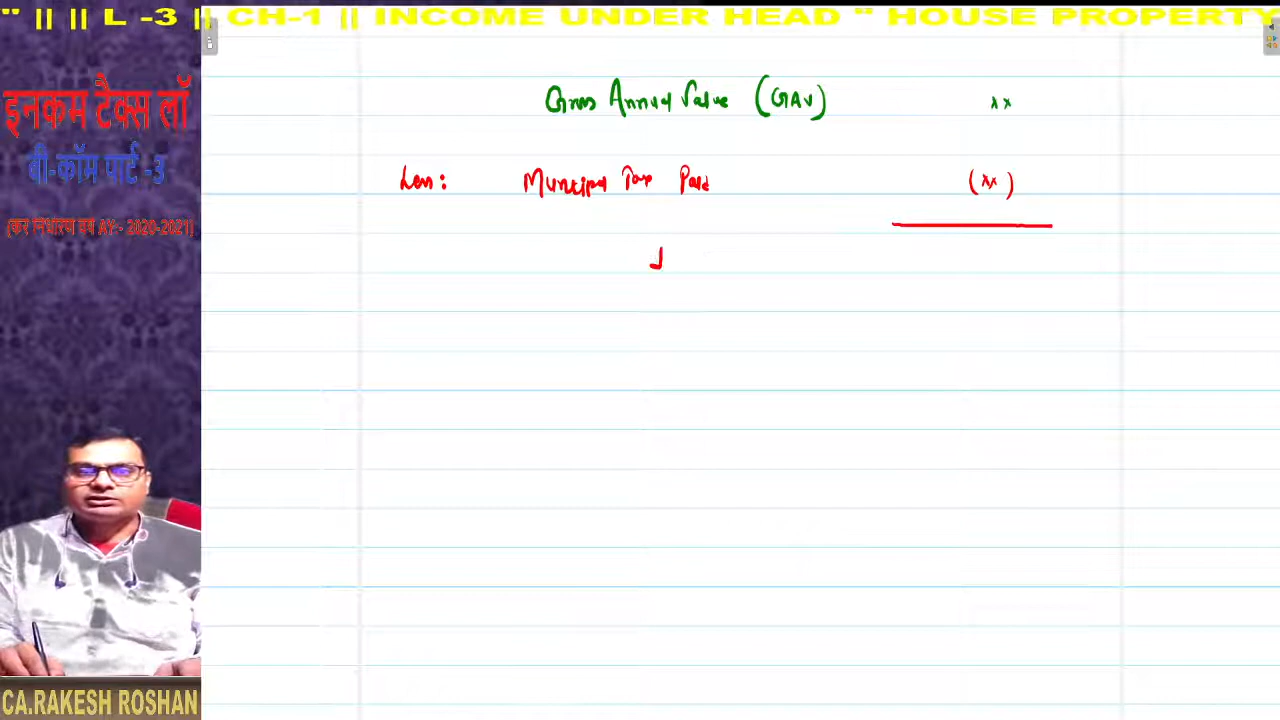 " || || L -3 || CH-1 || INCOME UNDER HEAD " HOUSE PROPERTY
इनकम टैक्स लॉ
बी-कॉम पार्ट -3
(कर निर्धारण वर्ष AY:- 2020-2021)
Gross Annual Value (GAV) xx
Less: Municipal Tax Paid (xx)
CA.RAKESH ROSHAN